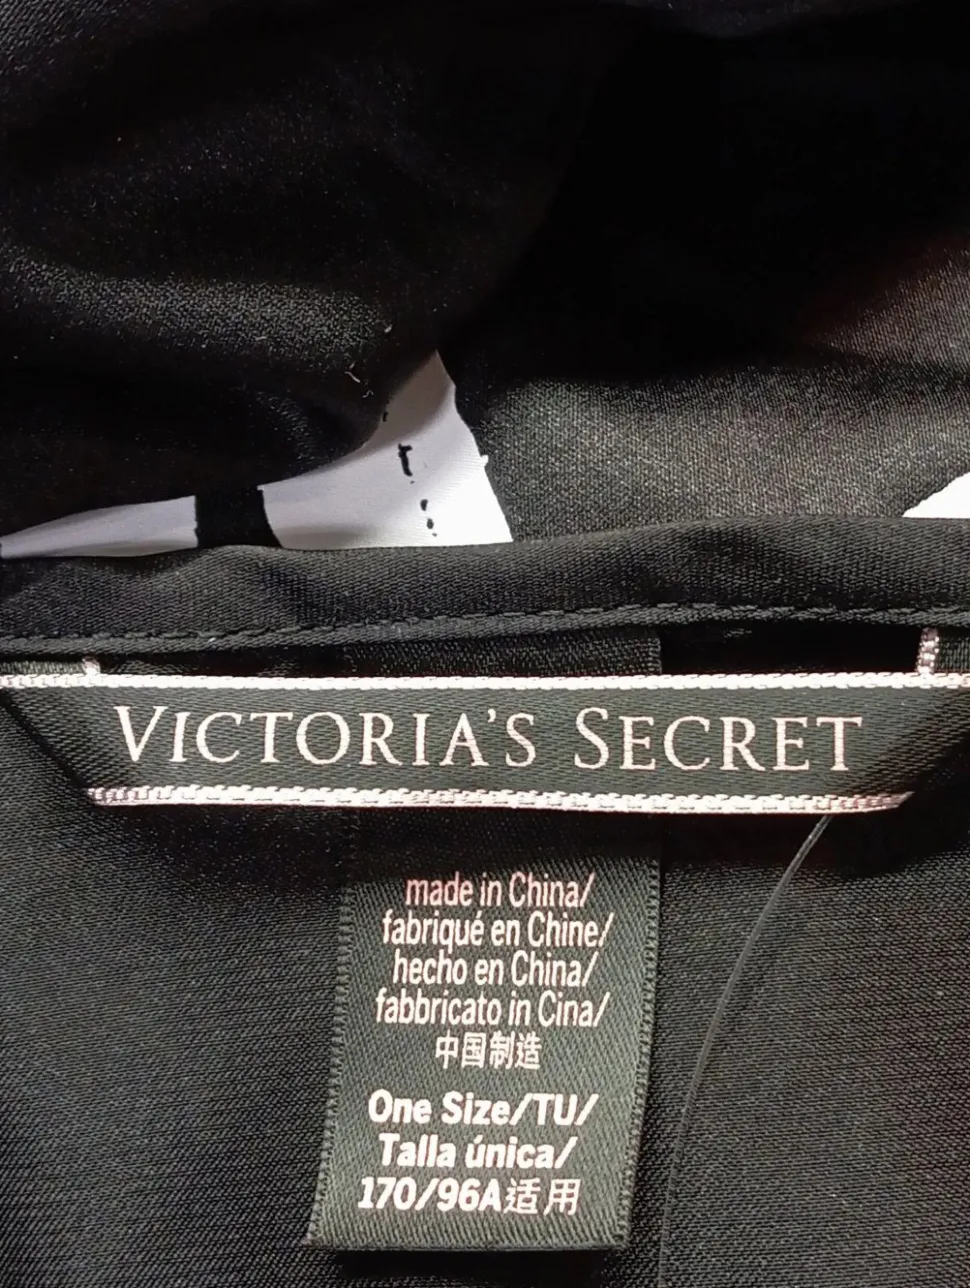 VICTORIA'S SECRET
made in China/
fabriqué en Chine/
hecho en China/
fabbricato in Cina/
中国制造
One Size/TU/
Talla única/
170/96A适用